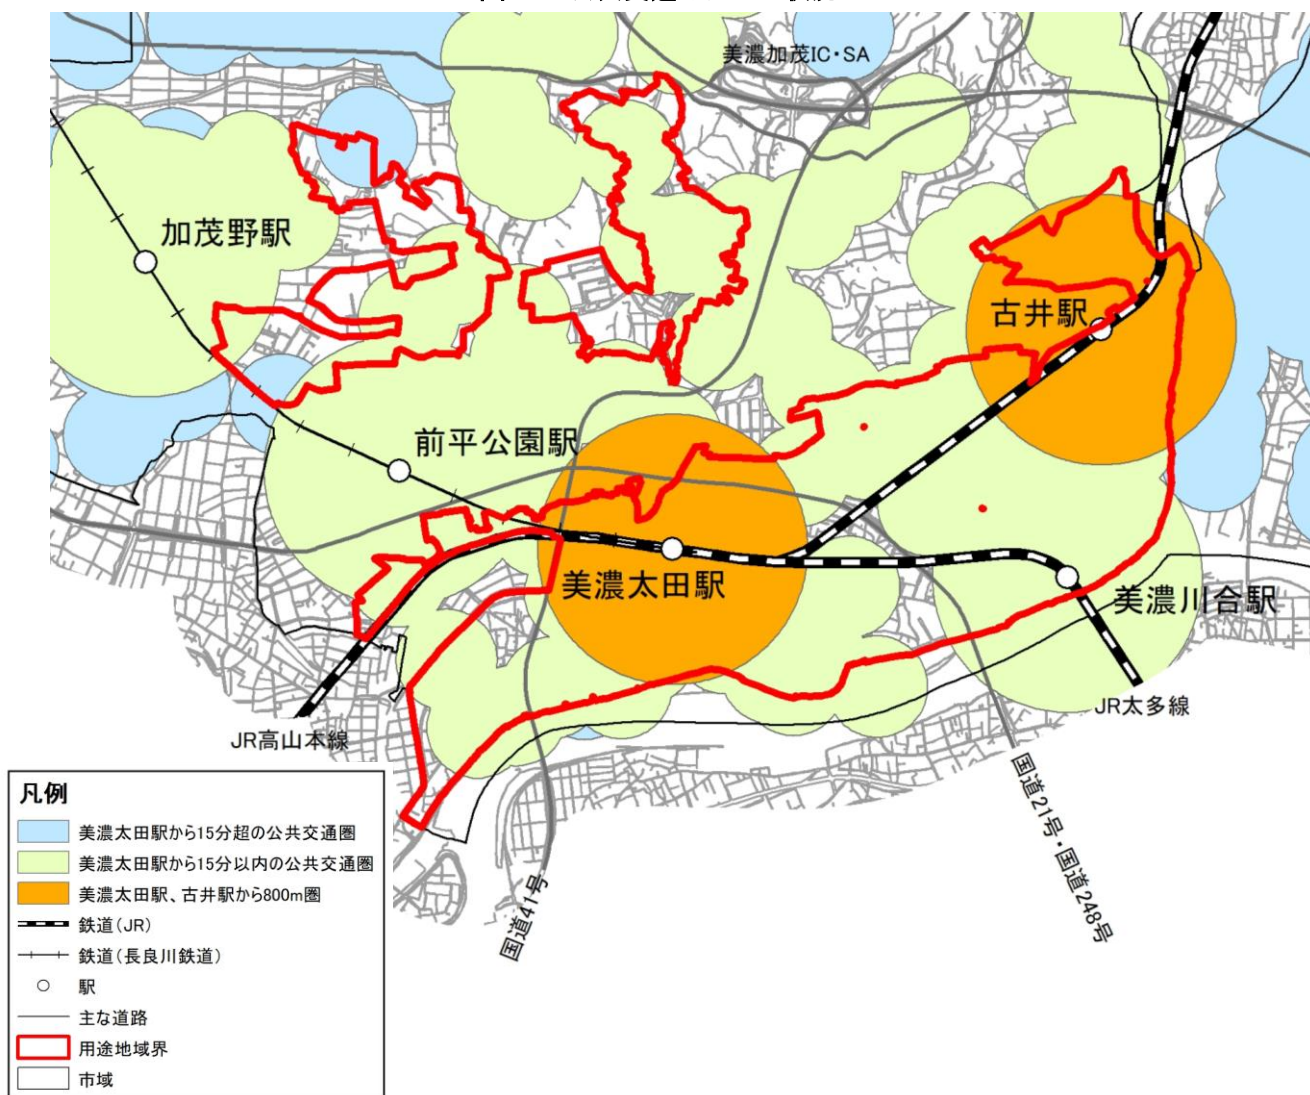 美濃加茂IC・SA
加茂野駅
古井駅
前平公園駅
美濃太田駅
美濃川合駅
JR太多線
JR高山本線
国道21号・国道248号
国道41号
凡例
美濃太田駅から15分超の公共交通圏
美濃太田駅から15分以内の公共交通圏
美濃太田駅、古井駅から800m圏
鉄道(JR)
鉄道(長良川鉄道)
駅
主な道路
用途地域界
市域